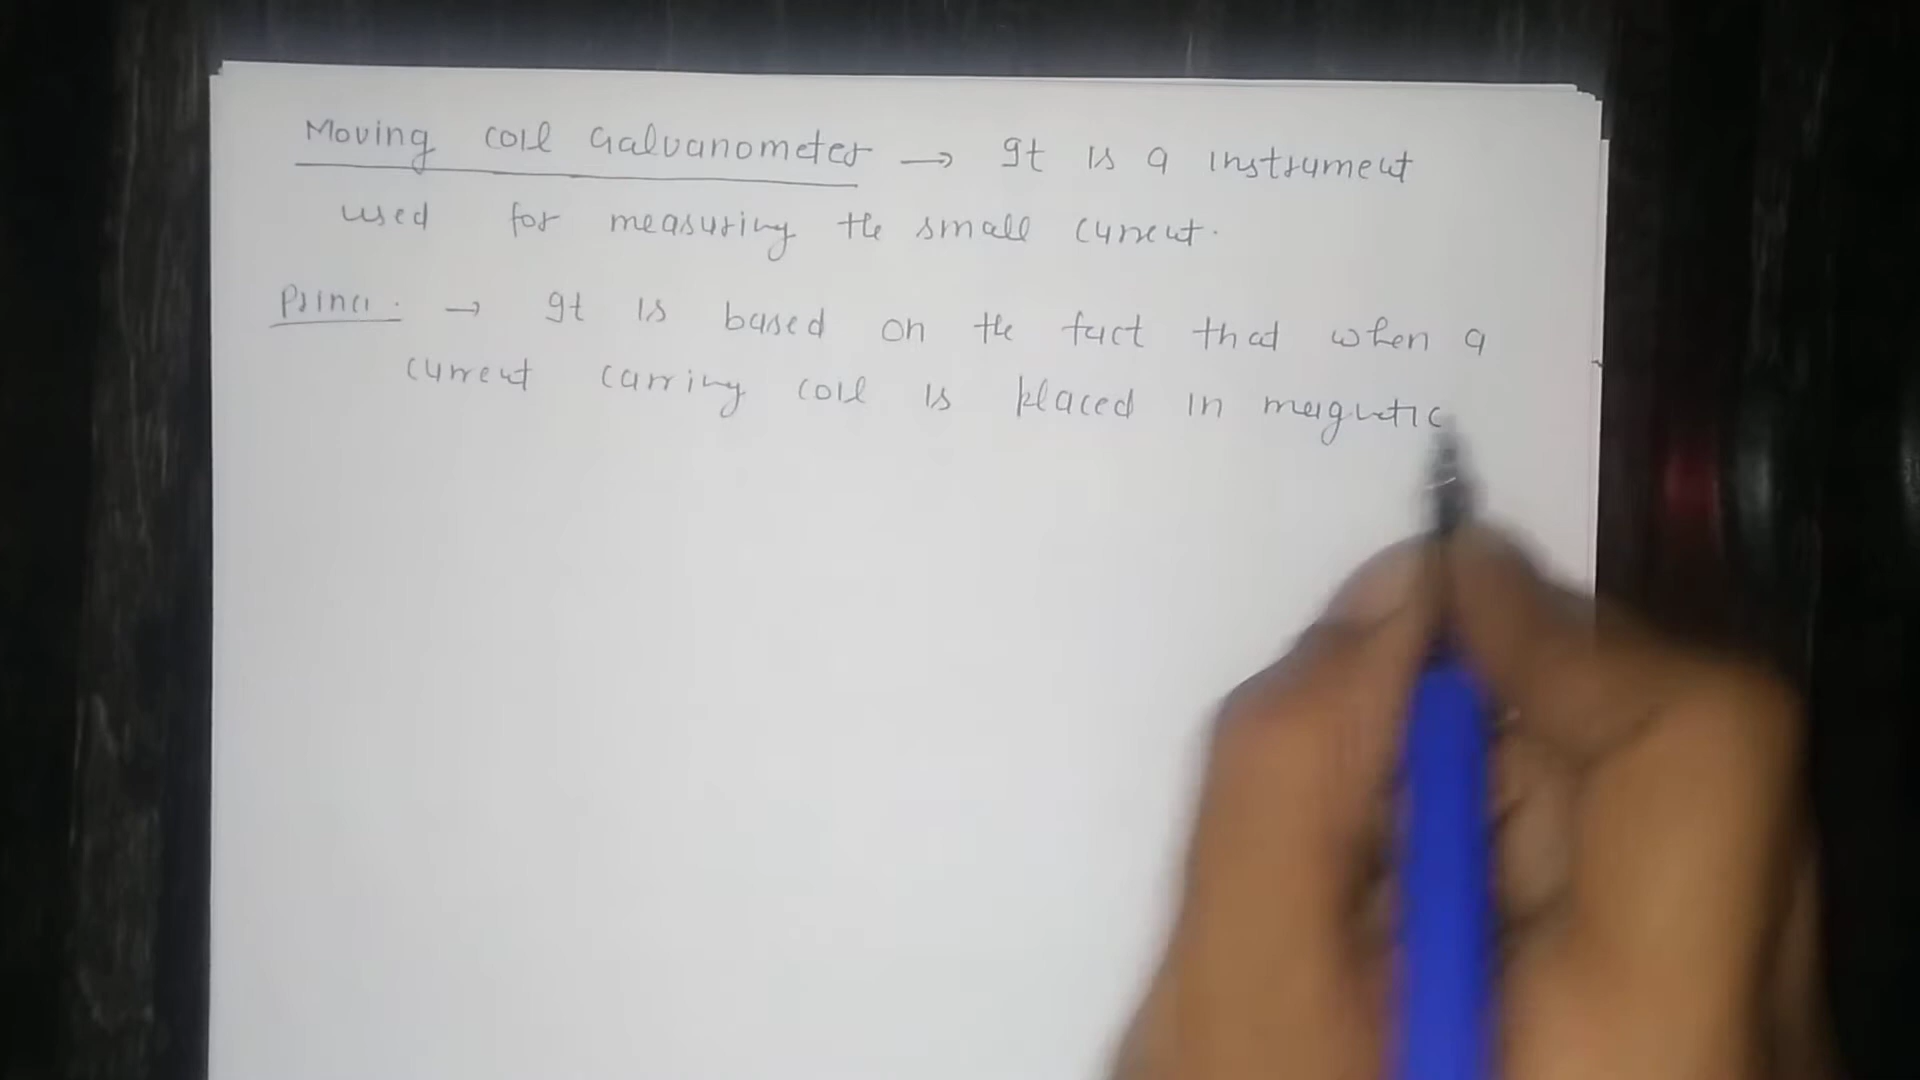 Moving coil Galvanometer → It is a instrument
used for measuring the small current.
Princi. → It is based on the fact that when a
current carring coil is placed in magnetic